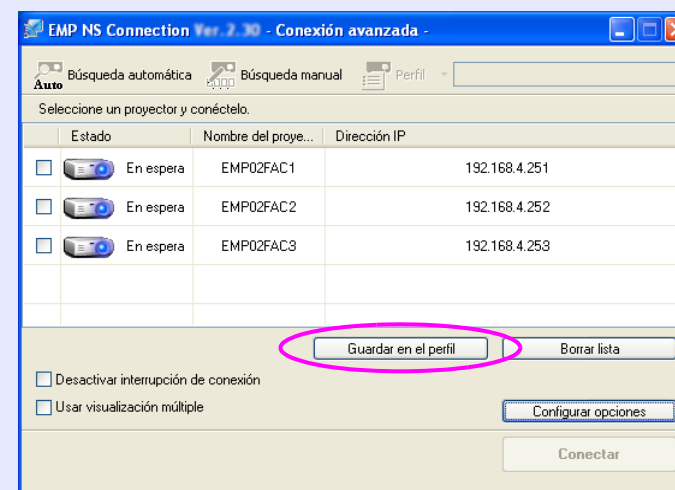 EMP NS Connection Ver. 2.30 - Conexión avanzada -
Auto Búsqueda automática Búsqueda manual Perfil
Seleccione un proyector y conéctelo.
Estado Nombre del proye... Dirección IP
En espera EMP02FAC1 192.168.4.251
En espera EMP02FAC2 192.168.4.252
En espera EMP02FAC3 192.168.4.253
Guardar en el perfil Borrar lista
Desactivar interrupción de conexión
Usar visualización múltiple Configurar opciones
Conectar